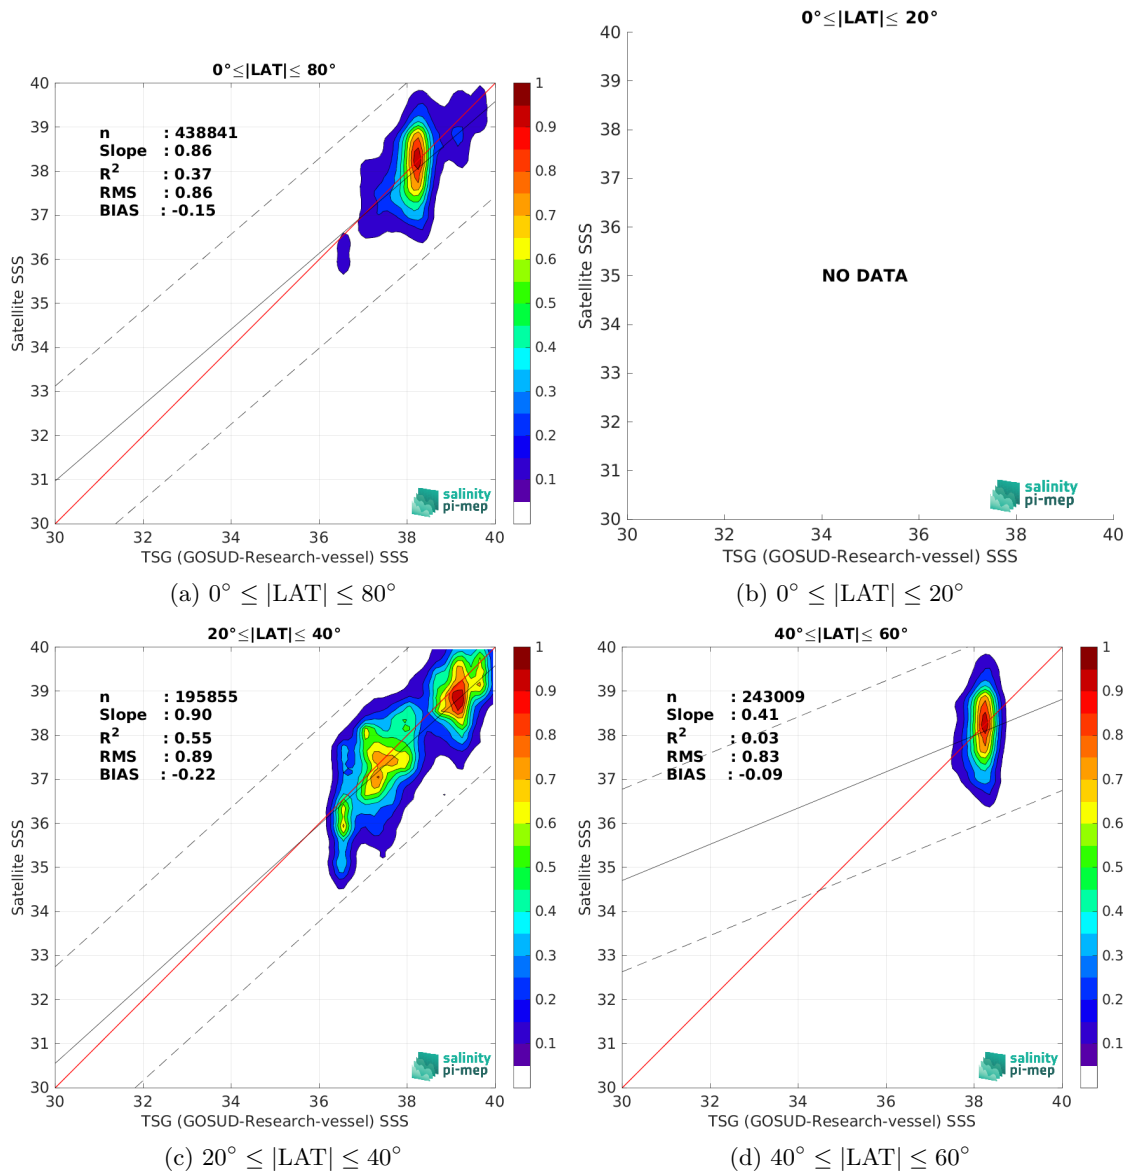 0°≤|LAT|≤ 80°
n : 438841
Slope : 0.86
R² : 0.37
RMS : 0.86
BIAS : -0.15
Satellite SSS
40
39
38
37
36
35
34
33
32
31
30
30 32 34 36 38 40
TSG (GOSUD-Research-vessel) SSS
1
0.9
0.8
0.7
0.6
0.5
0.4
0.3
0.2
0.1
salinity
pi-mep
(a) 0° ≤ |LAT| ≤ 80°
0°≤|LAT|≤ 20°
NO DATA
Satellite SSS
40
39
38
37
36
35
34
33
32
31
30
30 32 34 36 38 40
TSG (GOSUD-Research-vessel) SSS
salinity
pi-mep
(b) 0° ≤ |LAT| ≤ 20°
20°≤|LAT|≤ 40°
n : 195855
Slope : 0.90
R² : 0.55
RMS : 0.89
BIAS : -0.22
Satellite SSS
40
39
38
37
36
35
34
33
32
31
30
30 32 34 36 38 40
TSG (GOSUD-Research-vessel) SSS
1
0.9
0.8
0.7
0.6
0.5
0.4
0.3
0.2
0.1
salinity
pi-mep
(c) 20° ≤ |LAT| ≤ 40°
40°≤|LAT|≤ 60°
n : 243009
Slope : 0.41
R² : 0.03
RMS : 0.83
BIAS : -0.09
Satellite SSS
40
39
38
37
36
35
34
33
32
31
30
30 32 34 36 38 40
TSG (GOSUD-Research-vessel) SSS
1
0.9
0.8
0.7
0.6
0.5
0.4
0.3
0.2
0.1
salinity
pi-mep
(d) 40° ≤ |LAT| ≤ 60°